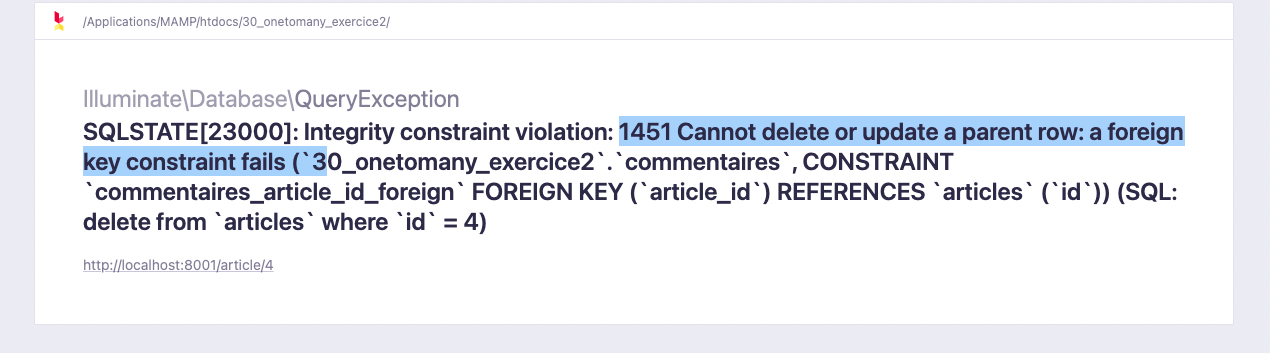 /Applications/MAMP/htdocs/30_onetomany_exercice2/
Illuminate\Database\QueryException
SQLSTATE[23000]: Integrity constraint violation: 1451 Cannot delete or update a parent row: a foreign
key constraint fails (`30_onetomany_exercice2`.`commentaires`, CONSTRAINT
`commentaires_article_id_foreign` FOREIGN KEY (`article_id`) REFERENCES `articles` (`id`)) (SQL:
delete from `articles` where `id` = 4)
http://localhost:8001/article/4